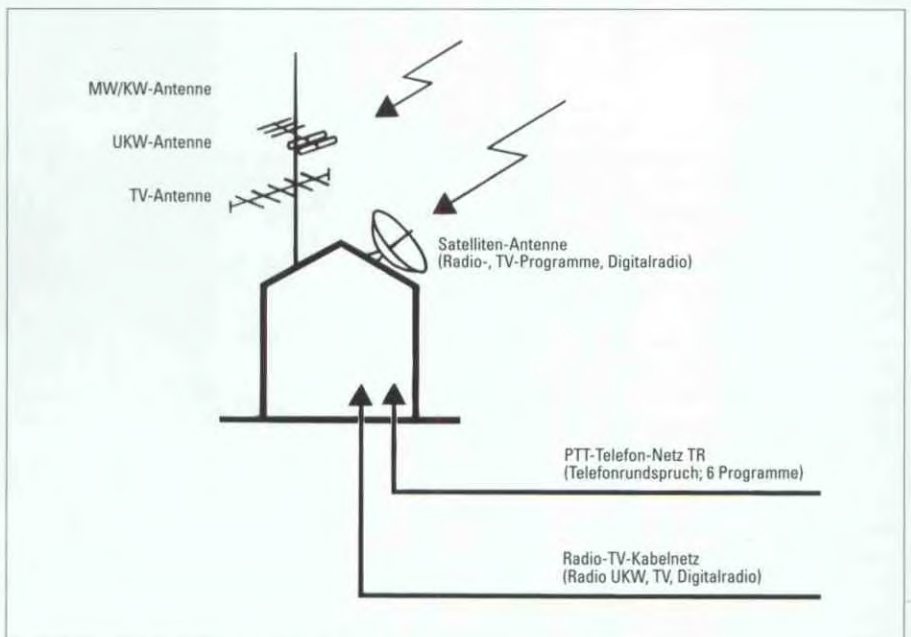 MW/KW-Antenne
UKW-Antenne
TV-Antenne
Satelliten-Antenne
(Radio-, TV-Programme, Digitalradio)
PTT-Telefon-Netz TR
(Telefonrundspruch; 6 Programme)
Radio-TV-Kabelnetz
(Radio UKW, TV, Digitalradio)